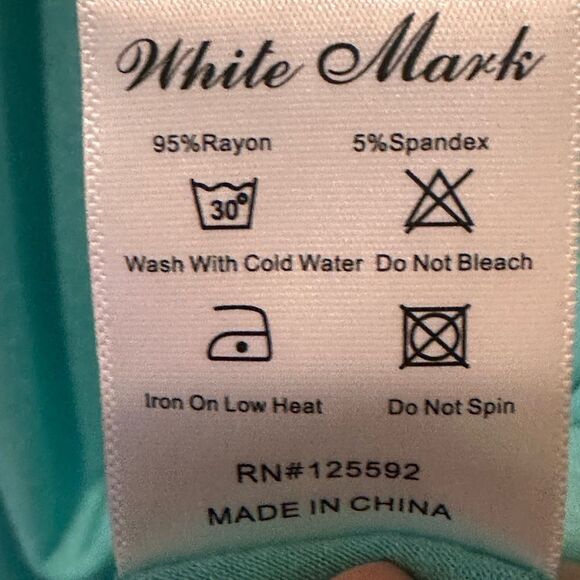 White Mark
95%Rayon 5%Spandex
30°
Wash With Cold Water Do Not Bleach
Iron On Low Heat Do Not Spin
RN#125592
MADE IN CHINA